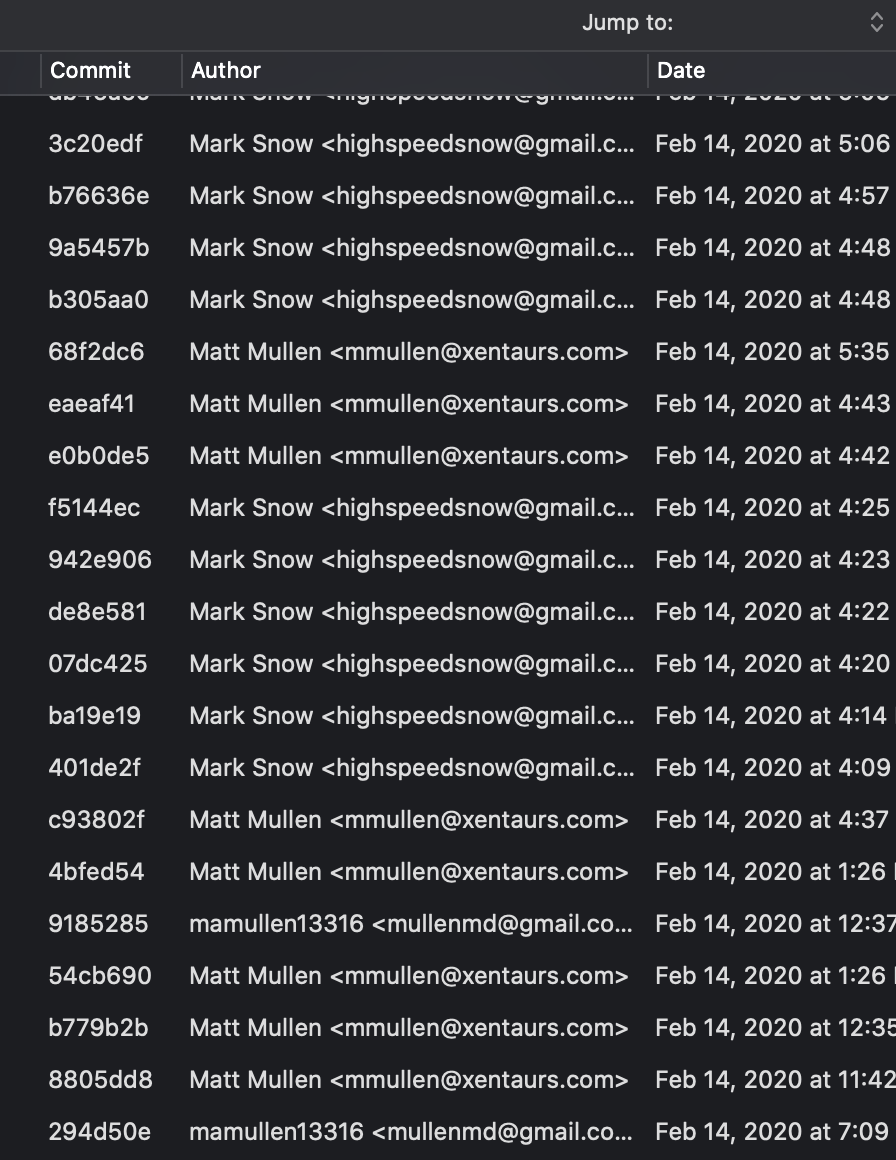 Jump to:
Commit Author Date
3c20edf Mark Snow <highspeedsnow@gmail.c... Feb 14, 2020 at 5:06
b76636e Mark Snow <highspeedsnow@gmail.c... Feb 14, 2020 at 4:57
9a5457b Mark Snow <highspeedsnow@gmail.c... Feb 14, 2020 at 4:48
b305aa0 Mark Snow <highspeedsnow@gmail.c... Feb 14, 2020 at 4:48
68f2dc6 Matt Mullen <mmullen@xentaurs.com> Feb 14, 2020 at 5:35
eaeaf41 Matt Mullen <mmullen@xentaurs.com> Feb 14, 2020 at 4:43
e0b0de5 Matt Mullen <mmullen@xentaurs.com> Feb 14, 2020 at 4:42
f5144ec Mark Snow <highspeedsnow@gmail.c... Feb 14, 2020 at 4:25
942e906 Mark Snow <highspeedsnow@gmail.c... Feb 14, 2020 at 4:23
de8e581 Mark Snow <highspeedsnow@gmail.c... Feb 14, 2020 at 4:22
07dc425 Mark Snow <highspeedsnow@gmail.c... Feb 14, 2020 at 4:20
ba19e19 Mark Snow <highspeedsnow@gmail.c... Feb 14, 2020 at 4:14
401de2f Mark Snow <highspeedsnow@gmail.c... Feb 14, 2020 at 4:09
c93802f Matt Mullen <mmullen@xentaurs.com> Feb 14, 2020 at 4:37
4bfed54 Matt Mullen <mmullen@xentaurs.com> Feb 14, 2020 at 1:26
9185285 mamullen13316 <mullenmd@gmail.co... Feb 14, 2020 at 12:37
54cb690 Matt Mullen <mmullen@xentaurs.com> Feb 14, 2020 at 1:26
b779b2b Matt Mullen <mmullen@xentaurs.com> Feb 14, 2020 at 12:35
8805dd8 Matt Mullen <mmullen@xentaurs.com> Feb 14, 2020 at 11:42
294d50e mamullen13316 <mullenmd@gmail.co... Feb 14, 2020 at 7:09